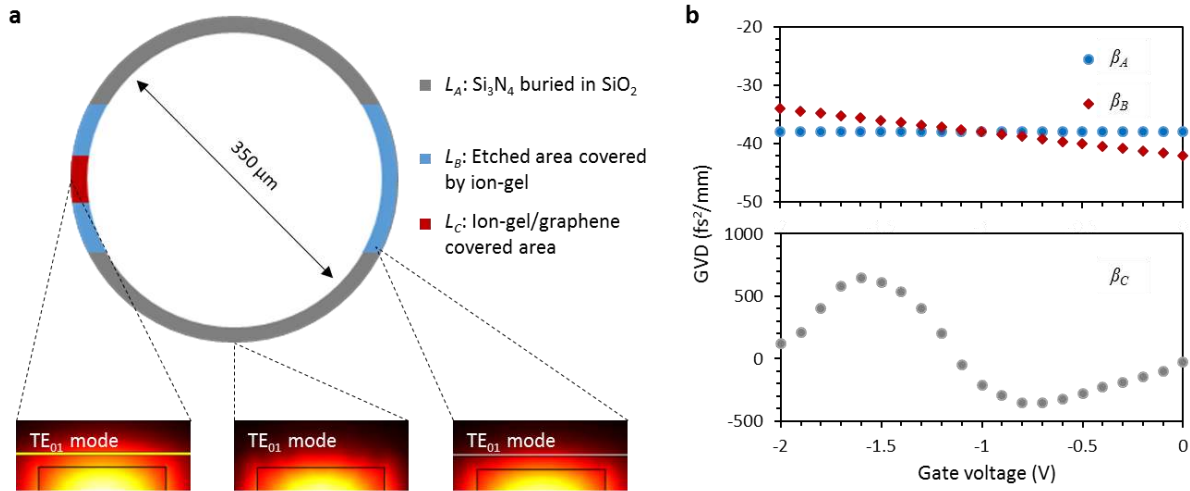 a
350 μm
L_A: Si₃N₄ buried in SiO₂
L_B: Etched area covered
by ion-gel
L_C: Ion-gel/graphene
covered area
TE₀₁ mode
TE₀₁ mode
TE₀₁ mode
b
-20
-30
-40
-50
β_A
β_B
GVD (fs²/mm)
1000
500
0
-500
β_C
-2
-1.5
-1
-0.5
0
Gate voltage (V)